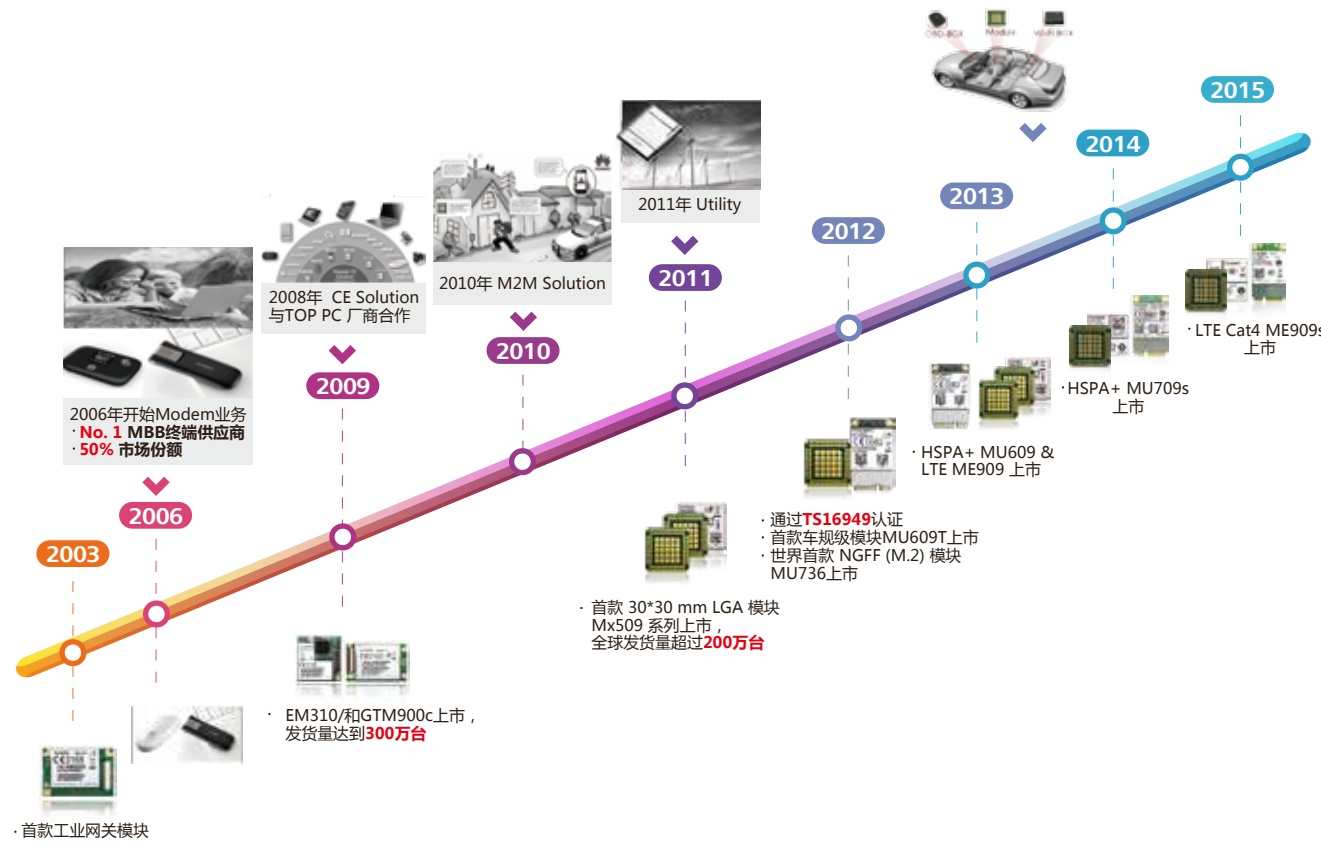 OBD-BOX
Module
Wi-Fi BOX
2015
2014
2013
2012
2011年 Utility
2011
2010年 M2M Solution
2010
2008年 CE Solution
与TOP PC 厂商合作
2009
2006年开始Modem业务
· No. 1 MBB终端供应商
· 50% 市场份额
2006
2003
· 首款工业网关模块
· EM310/和GTM900c上市，
发货量达到300万台
· 首款 30*30 mm LGA 模块
Mx509 系列上市，
全球发货量超过200万台
· 通过TS16949认证
· 首款车规级模块MU609T上市
· 世界首款 NGFF (M.2) 模块
MU736上市
· HSPA+ MU609 &
LTE ME909 上市
· HSPA+ MU709s
上市
· LTE Cat4 ME909s
上市